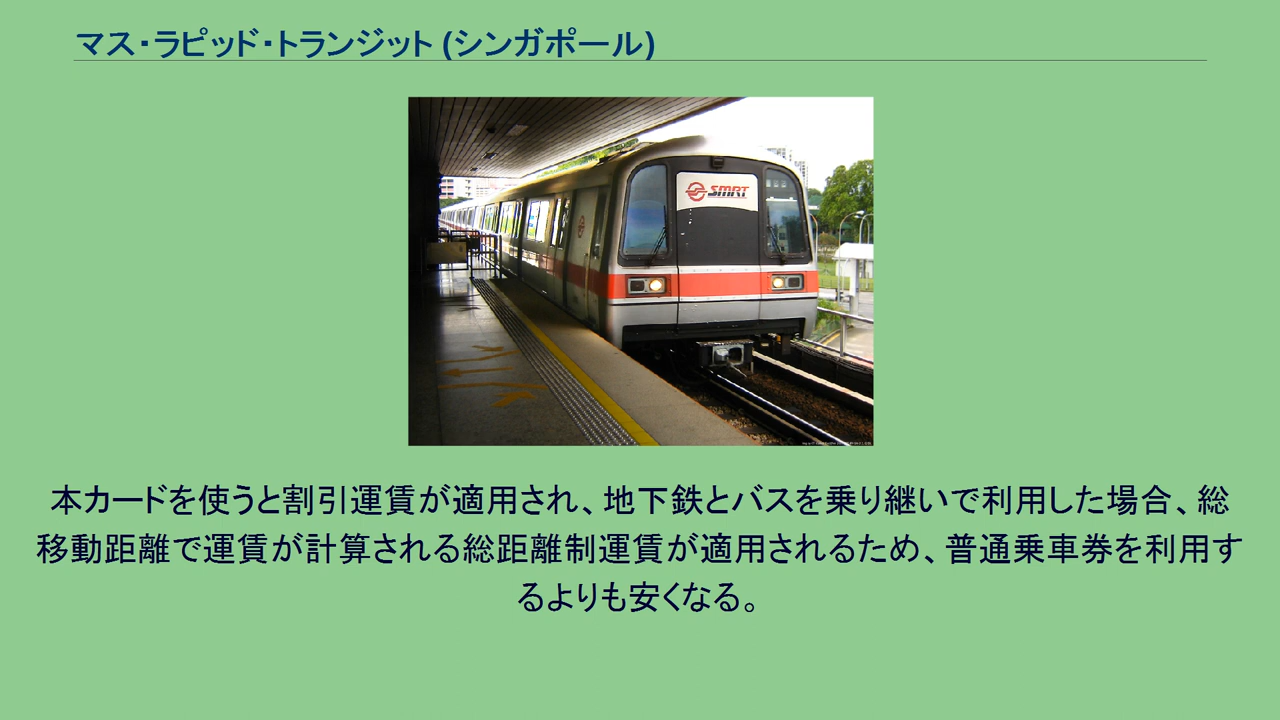 マス・ラピッド・トランジット (シンガポール)
SMRT
本カードを使うと割引運賃が適用され、地下鉄とバスを乗り継いで利用した場合、総
移動距離で運賃が計算される総距離制運賃が適用されるため、普通乗車券を利用す
るよりも安くなる。